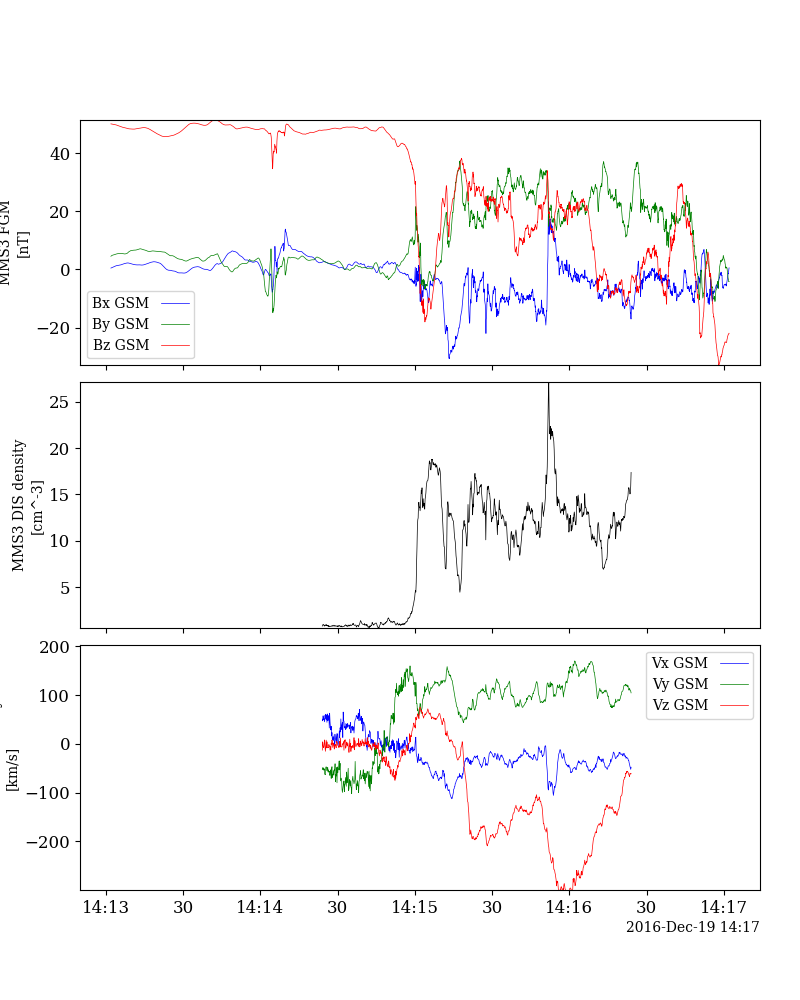 MMS3 FGM
[nT]
40
20
0
−20
Bx GSM
By GSM
Bz GSM
MMS3 DIS density
[cm^-3]
25
20
15
10
5
[km/s]
200
100
0
−100
−200
Vx GSM
Vy GSM
Vz GSM
14:13 30 14:14 30 14:15 30 14:16 30 14:17
2016-Dec-19 14:17